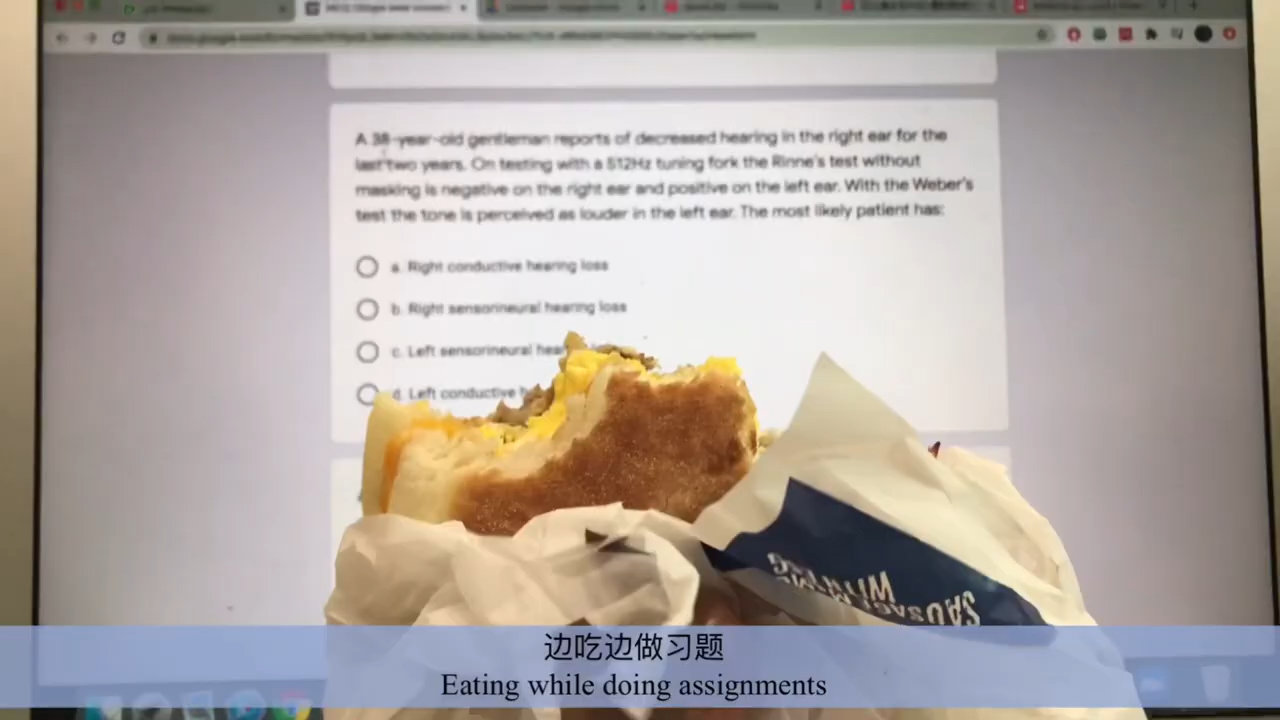 A 38-year-old gentleman reports of decreased hearing in the right ear for the
last two years. On testing with a 512Hz tuning fork the Rinne's test without
masking is negative on the right ear and positive on the left ear. With the Weber's
test the tone is perceived as louder in the left ear. The most likely patient has:
a. Right conductive hearing loss
b. Right sensorineural hearing loss
c. Left sensorineural hea
d. Left conductive h
SAUSAGE
WITH EGG
边吃边做习题
Eating while doing assignments